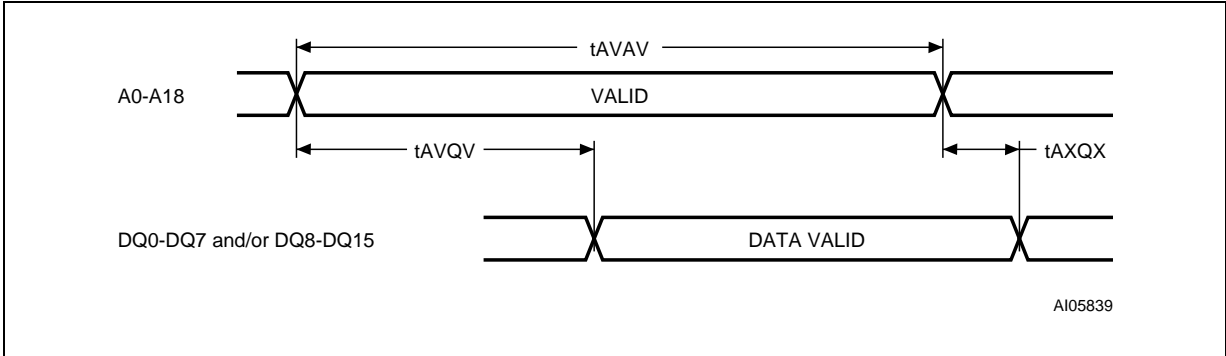 tAVAV
A0-A18
VALID
tAVQV
tAXQX
DQ0-DQ7 and/or DQ8-DQ15
DATA VALID
AI05839